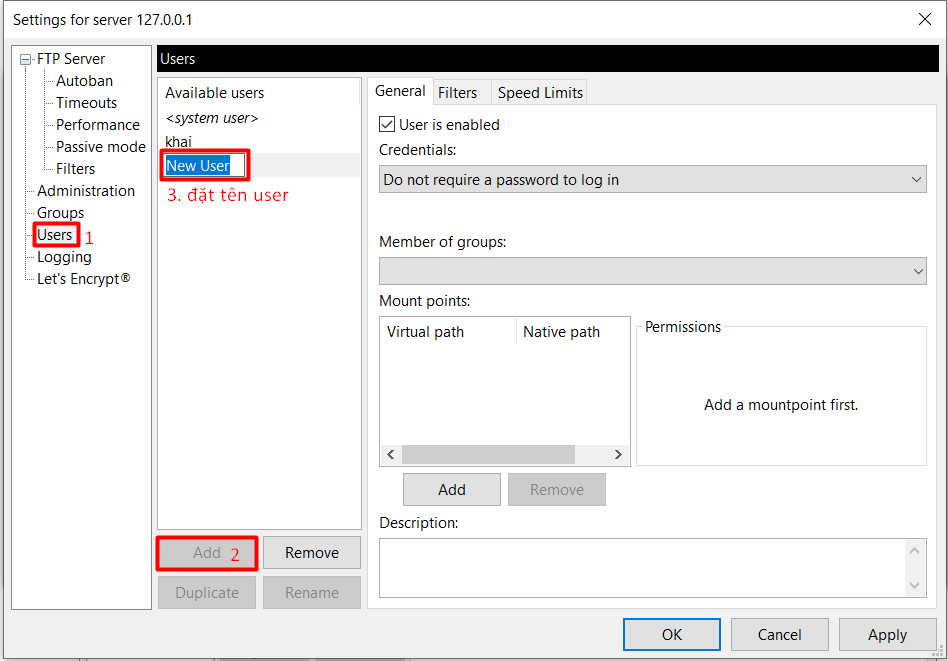 Settings for server 127.0.0.1
FTP Server
Autoban
Timeouts
Performance
Passive mode
Filters
Administration
Groups
Users 1
Logging
Let's Encrypt®
Users
Available users
<system user>
khai
New User
3. đặt tên user
Add 2
Remove
Duplicate
Rename
General
Filters
Speed Limits
User is enabled
Credentials:
Do not require a password to log in
Member of groups:
Mount points:
Virtual path
Native path
Permissions
Add a mountpoint first.
Add
Remove
Description:
OK
Cancel
Apply